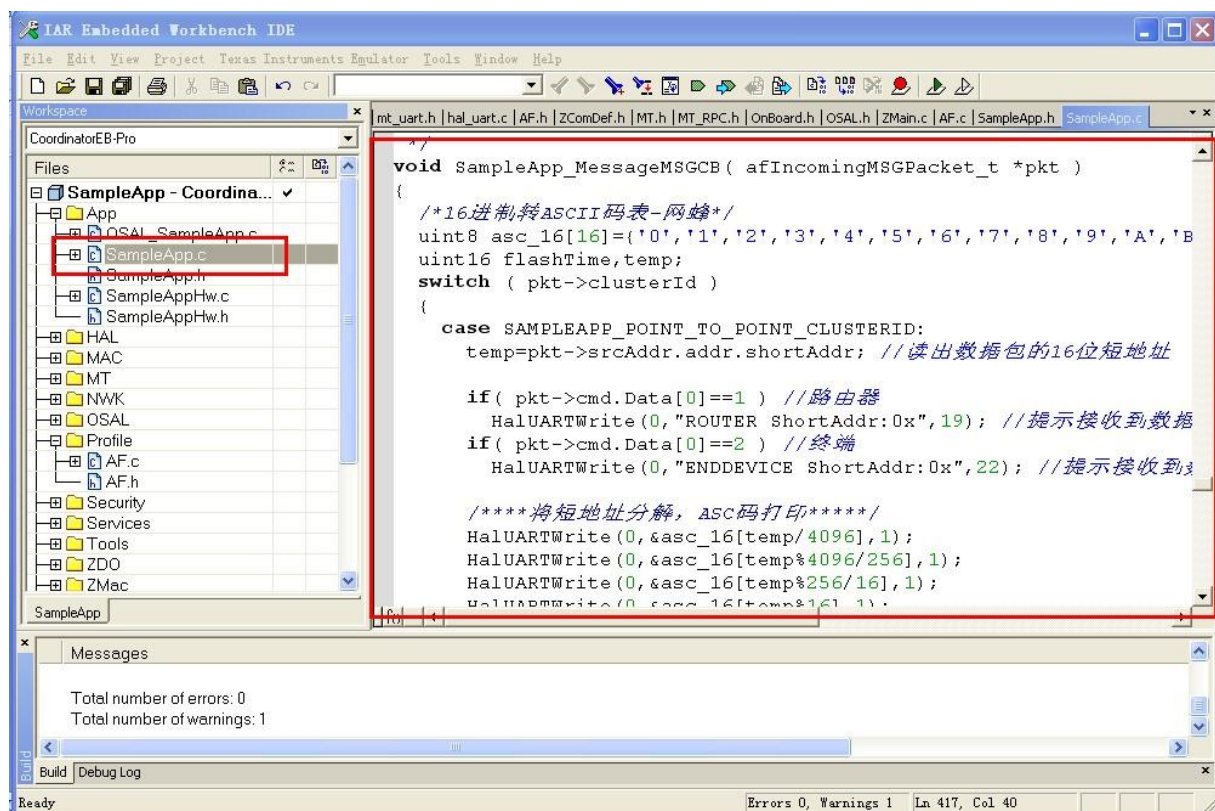 IAR Embedded Workbench IDE
File Edit View Project Texas Instruments Emulator Tools Window Help
Workspace
mt_uart.h | hal_uart.c | AF.h | ZComDef.h | MT.h | MT_RPC.h | OnBoard.h | OSAL.h | ZMain.c | AF.c | SampleApp.h | SampleApp.c
CoordinatorEB-Pro
Files
SampleApp - Coordina...
App
OSAL_SampleApp.c
SampleApp.c
SampleApp.h
SampleAppHw.c
SampleAppHw.h
HAL
MAC
MT
NWK
OSAL
Profile
AF.c
AF.h
Security
Services
Tools
ZDO
ZMac
SampleApp
*/
void SampleApp_MessageMSGCB( afIncomingMSGPacket_t *pkt )
{
/*16进制转ASCII码表-网蜂*/
uint8 asc_16[16]={'0','1','2','3','4','5','6','7','8','9','A','B
uint16 flashTime,temp;
switch ( pkt->clusterId )
{
case SAMPLEAPP_POINT_TO_POINT_CLUSTERID:
temp=pkt->srcAddr.addr.shortAddr; //读出数据包的16位短地址
if( pkt->cmd.Data[0]==1 ) //路由器
HalUARTWrite(0,"ROUTER ShortAddr:0x",19); //提示接收到数据
if( pkt->cmd.Data[0]==2 ) //终端
HalUARTWrite(0,"ENDDEVICE ShortAddr:0x",22); //提示接收到
/****将短地址分解，ASC码打印*****/
HalUARTWrite(0,&asc_16[temp/4096],1);
HalUARTWrite(0,&asc_16[temp%4096/256],1);
HalUARTWrite(0,&asc_16[temp%256/16],1);
HalUARTWrite(0,&asc_16[temp%16],1);
Messages
Total number of errors: 0
Total number of warnings: 1
Build
Build Debug Log
Ready
Errors 0, Warnings 1 Ln 417, Col 40